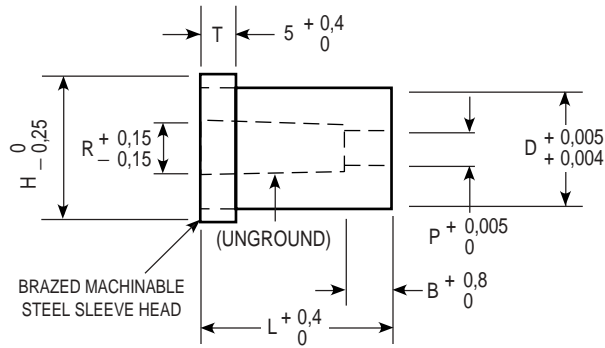 T 5 + 0,4
0
H 0
– 0,25
R + 0,15
– 0,15
D + 0,005
+ 0,004
(UNGROUND)
P + 0,005
0
BRAZED MACHINABLE
STEEL SLEEVE HEAD
B + 0,8
0
L + 0,4
0